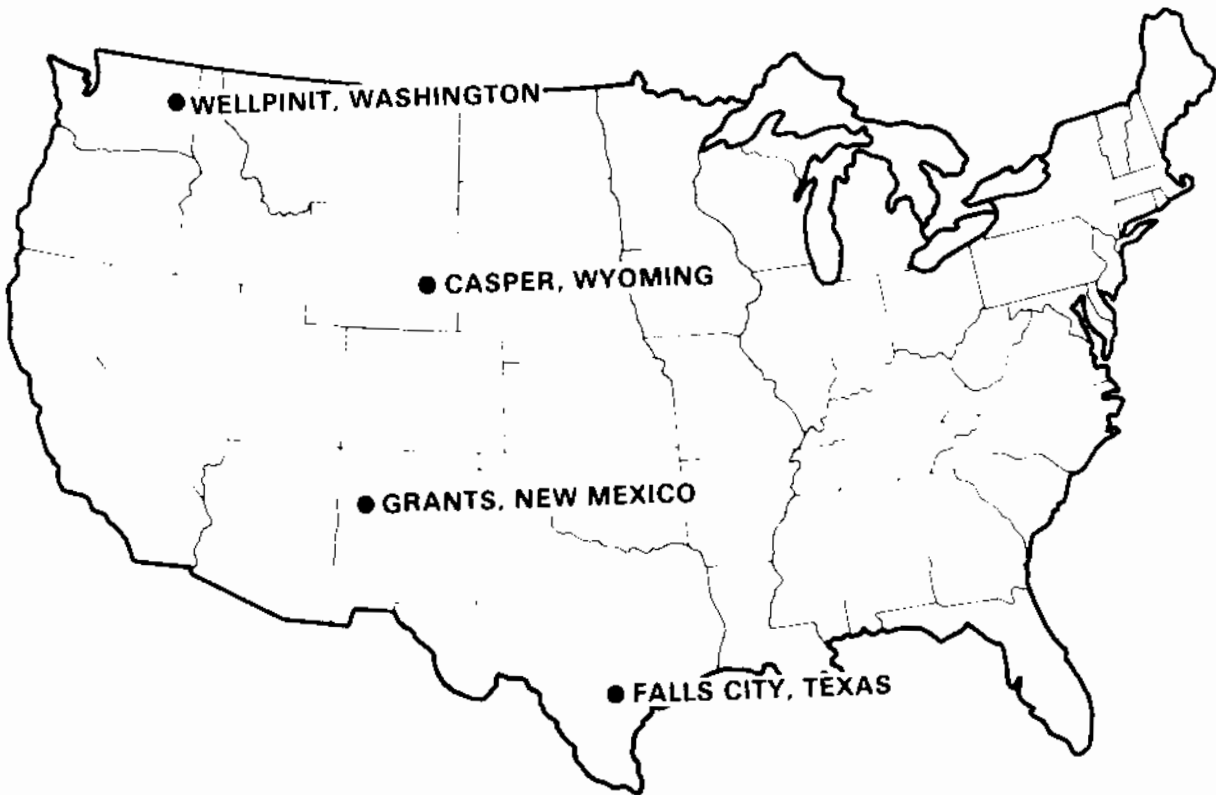 WELLPINIT, WASHINGTON
CASPER, WYOMING
GRANTS, NEW MEXICO
FALLS CITY, TEXAS